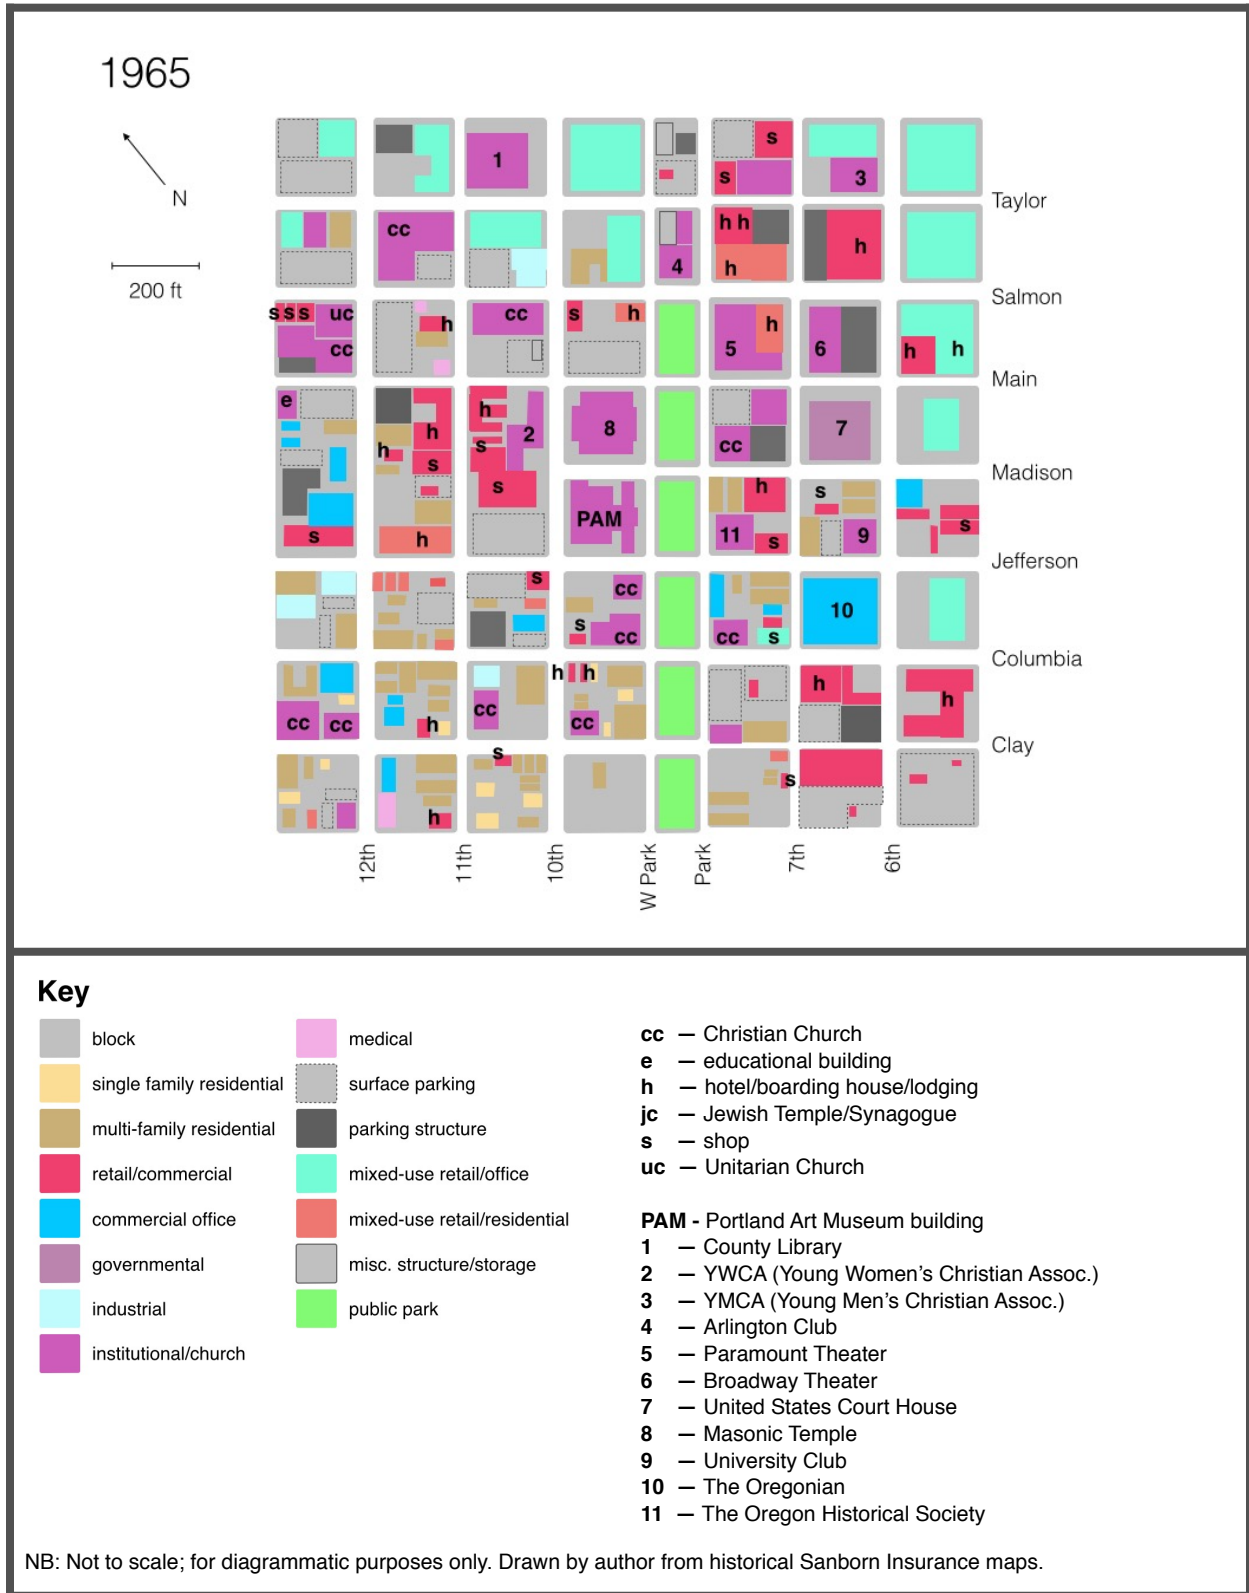 1965
N
200 ft
1
s
s
3
Taylor
cc
4
h h
h
h
Salmon
s s s uc
cc
h
cc
s
h
5
h
6
h
h
Main
e
h
h
s
h
h
s
2
s
8
cc
7
Madison
s
PAM
h
11
s
s
9
s
Jefferson
s
cc
s
cc
cc
s
10
Columbia
cc
cc
h
cc
h h
cc
h
h
Clay
h
s
s
12th
11th
10th
W Park
Park
7th
6th
Key
block
single family residential
multi-family residential
retail/commercial
commercial office
governmental
industrial
institutional/church
medical
surface parking
parking structure
mixed-use retail/office
mixed-use retail/residential
misc. structure/storage
public park
cc — Christian Church
e — educational building
h — hotel/boarding house/lodging
jc — Jewish Temple/Synagogue
s — shop
uc — Unitarian Church
PAM - Portland Art Museum building
1 — County Library
2 — YWCA (Young Women's Christian Assoc.)
3 — YMCA (Young Men's Christian Assoc.)
4 — Arlington Club
5 — Paramount Theater
6 — Broadway Theater
7 — United States Court House
8 — Masonic Temple
9 — University Club
10 — The Oregonian
11 — The Oregon Historical Society
NB: Not to scale; for diagrammatic purposes only. Drawn by author from historical Sanborn Insurance maps.